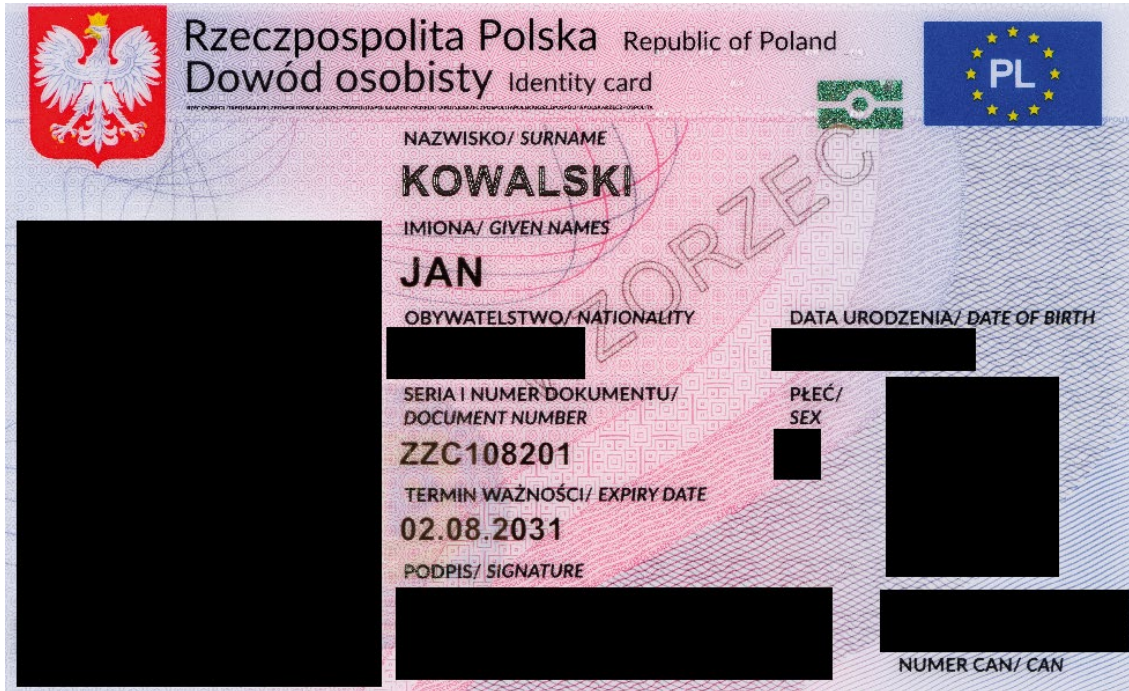 Rzeczpospolita Polska Republic of Poland
Dowód osobisty Identity card
PL
NAZWISKO/ SURNAME
KOWALSKI
IMIONA/ GIVEN NAMES
JAN
WZORZEC
OBYWATELSTWO/ NATIONALITY
DATA URODZENIA/ DATE OF BIRTH
SERIA I NUMER DOKUMENTU/
DOCUMENT NUMBER
PŁEĆ/
SEX
ZZC108201
TERMIN WAŻNOŚCI/ EXPIRY DATE
02.08.2031
PODPIS/ SIGNATURE
NUMER CAN/ CAN